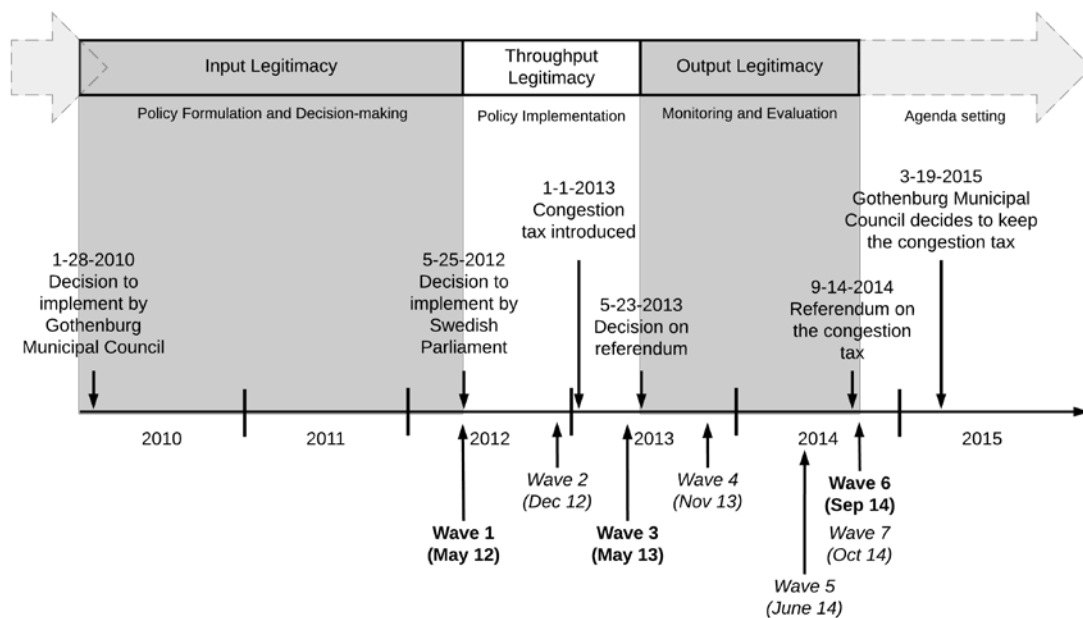 Input Legitimacy
Throughput
Legitimacy
Output Legitimacy
Policy Formulation and Decision-making
Policy Implementation
Monitoring and Evaluation
Agenda setting
1-28-2010
Decision to
implement by
Gothenburg
Municipal Council
5-25-2012
Decision to
implement by
Swedish
Parliament
1-1-2013
Congestion
tax introduced
5-23-2013
Decision on
referendum
9-14-2014
Referendum on
the congestion
tax
3-19-2015
Gothenburg Municipal
Council decides to keep
the congestion tax
2010
2011
2012
2013
2014
2015
Wave 1
(May 12)
Wave 2
(Dec 12)
Wave 3
(May 13)
Wave 4
(Nov 13)
Wave 5
(June 14)
Wave 6
(Sep 14)
Wave 7
(Oct 14)